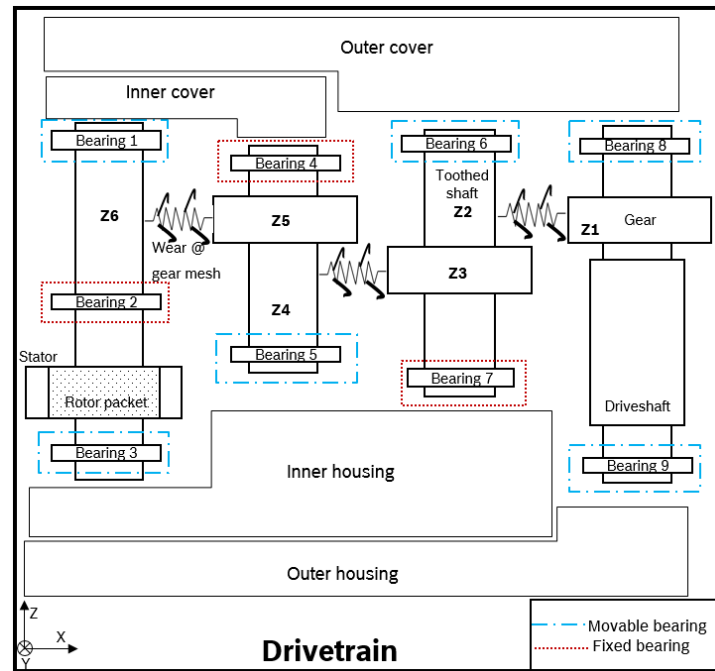 Outer cover
Inner cover
Bearing 1
Bearing 6
Bearing 8
Bearing 4
Toothed
shaft
Z6
Z5
Z2
Z1
Gear
Wear @
gear mesh
Z3
Z4
Bearing 2
Bearing 5
Stator
Bearing 7
Rotor packet
Driveshaft
Bearing 3
Bearing 9
Inner housing
Outer housing
Z
X
Y
Drivetrain
Movable bearing
Fixed bearing